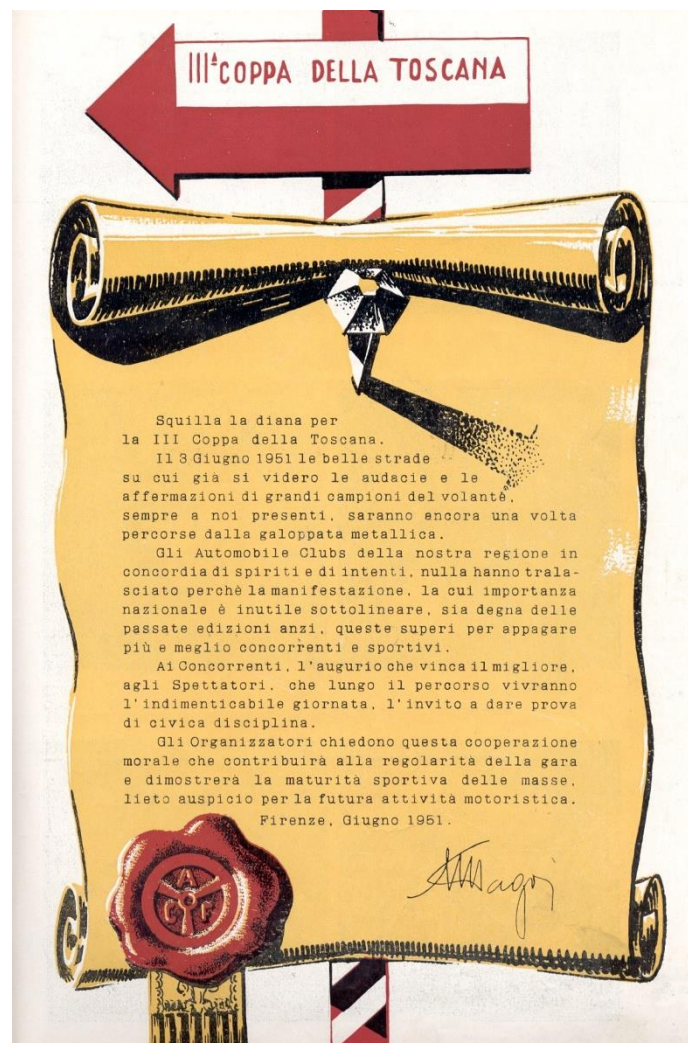 IIIª COPPA DELLA TOSCANA
Squilla la diana per
la III Coppa della Toscana.
Il 3 Giugno 1951 le belle strade
su cui già si videro le audacie e le
affermazioni di grandi campioni del volante,
sempre a noi presenti, saranno encora una volta
percorse dalla galoppata metallica.
Gli Automobile Clubs della nostra regione in
concordia di spiriti e di intenti, nulla hanno trala-
sciato perchè la manifestazione, la cui importanza
nazionale è inutile sottolineare, sia degna delle
passate edizioni anzi, queste superi per appagare
più e meglio concorrenti e sportivi.
Ai Concorrenti, l'augurio che vinca il migliore,
agli Spettatori, che lungo il percorso vivranno
l'indimenticabile giornata, l'invito a dare prova
di civica disciplina.
Gli Organizzatori chiedono questa cooperazione
morale che contribuirà alla regolarità della gara
e dimostrerà la maturità sportiva delle masse,
lieto auspicio per la futura attività motoristica.
Firenze, Giugno 1951.
A
C F